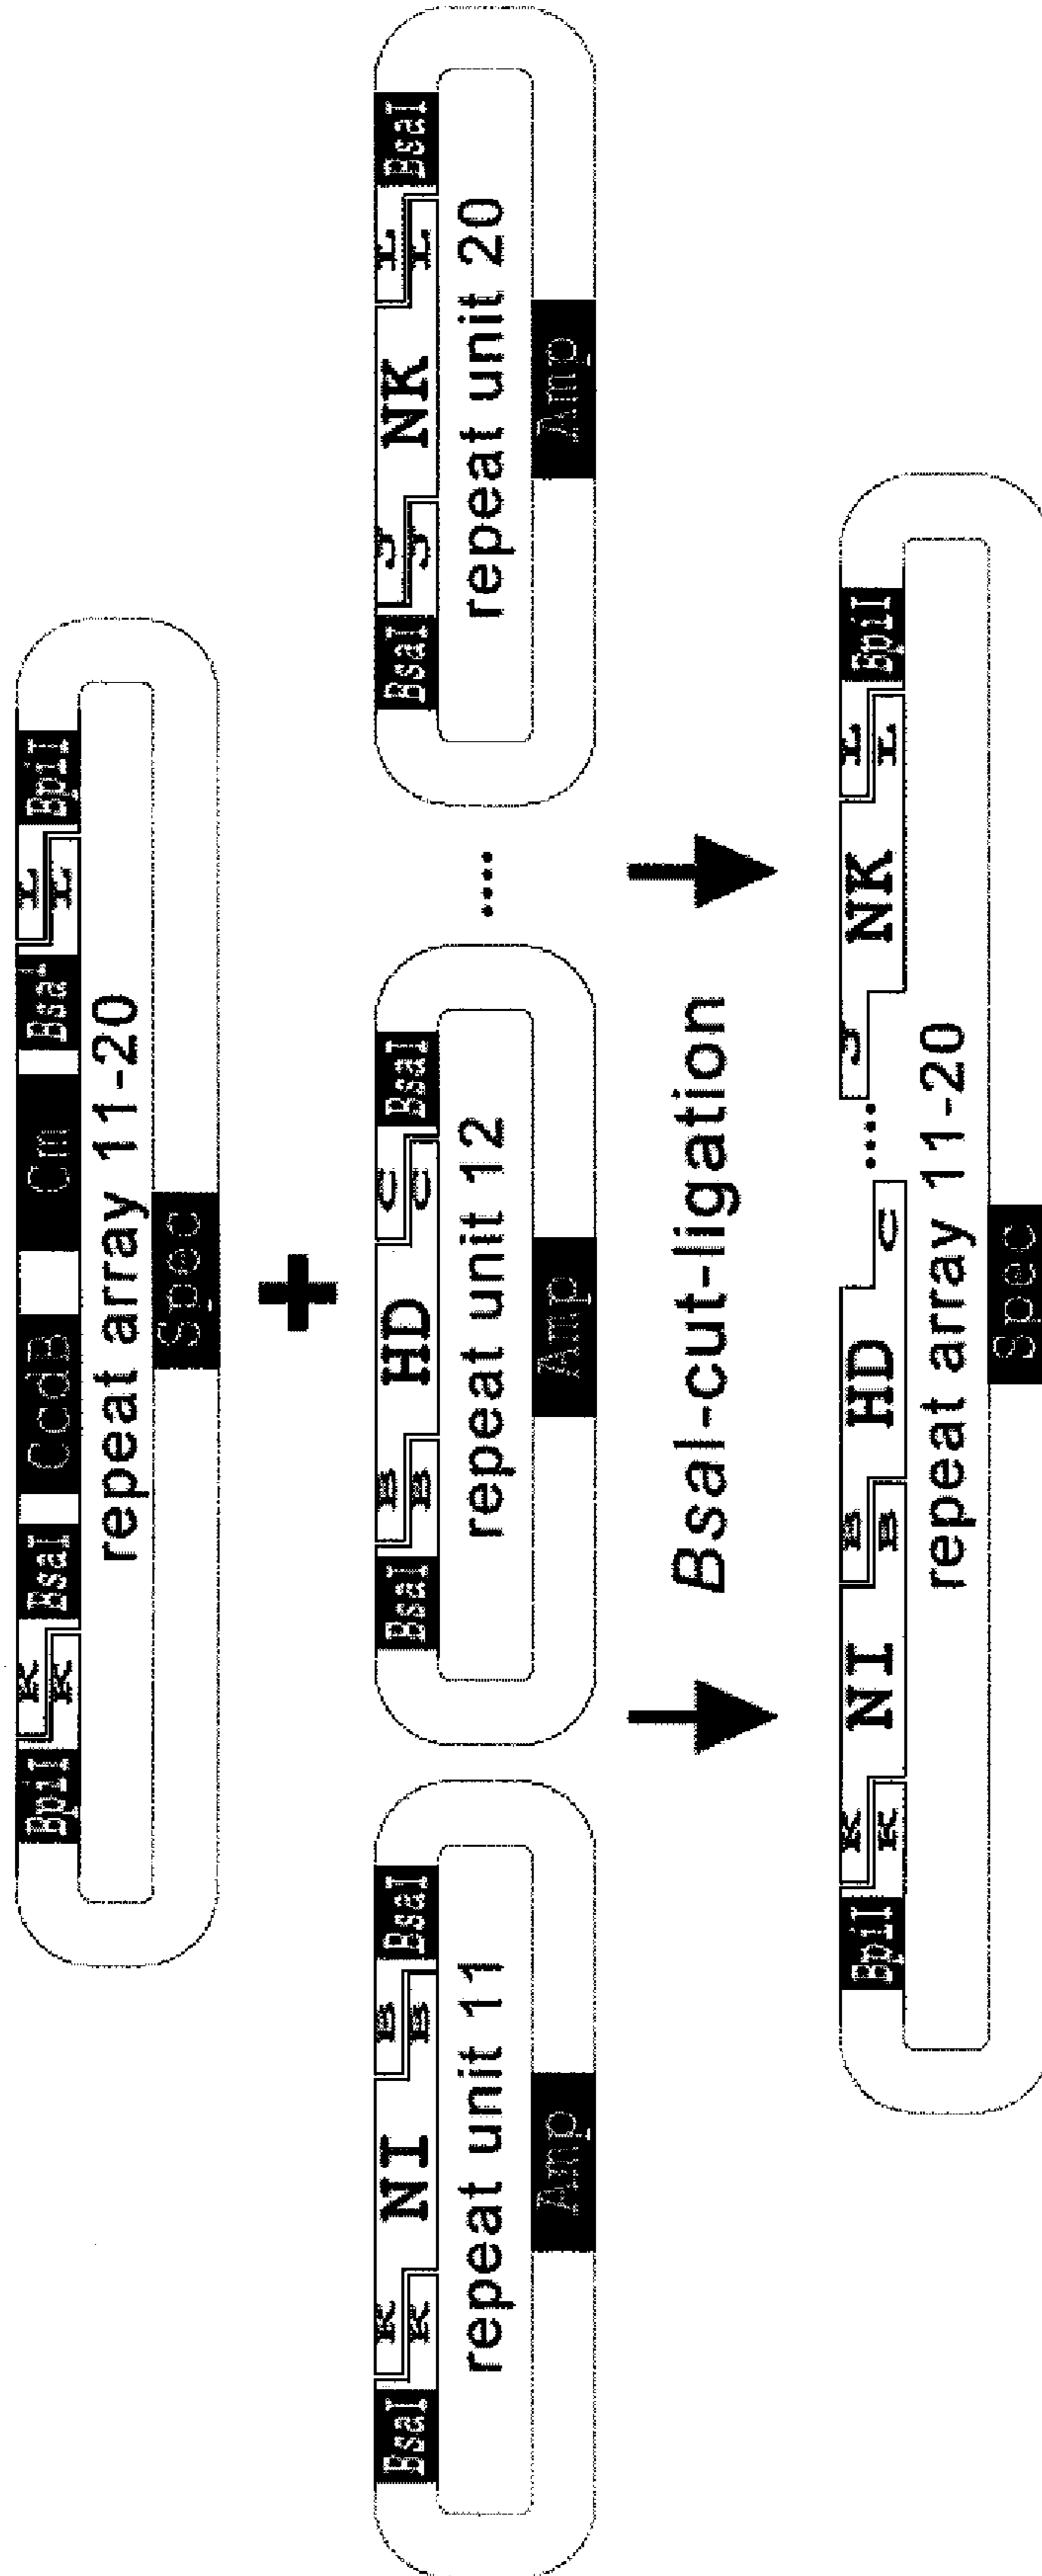 BpiI K K BsaI CcdB Cm BsaI L L BpiI
repeat array 11-20
Spec
+
BsaI K K NI B B BsaI
repeat unit 11
Amp
BsaI B B HD C C BsaI
repeat unit 12
Amp
....
BsaI J J NK L L BsaI
repeat unit 20
Amp
BsaI-cut-ligation
BpiI K K NI B B HD C .... J NK L L BpiI
repeat array 11-20
Spec